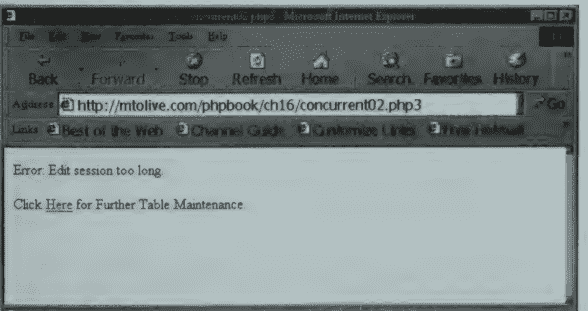 concurrent02.php3 - Microsoft Internet Explorer
File Edit View Favorites Tools Help
Back Forward Stop Refresh Home Search Favorites History
Address http://mtolive.com/phpbook/ch16/concurrent02.php3 Go
Links Best of the Web Channel Guide Customize Links Free Hotmail
Error: Edit session too long.
Click Here for Further Table Maintenance